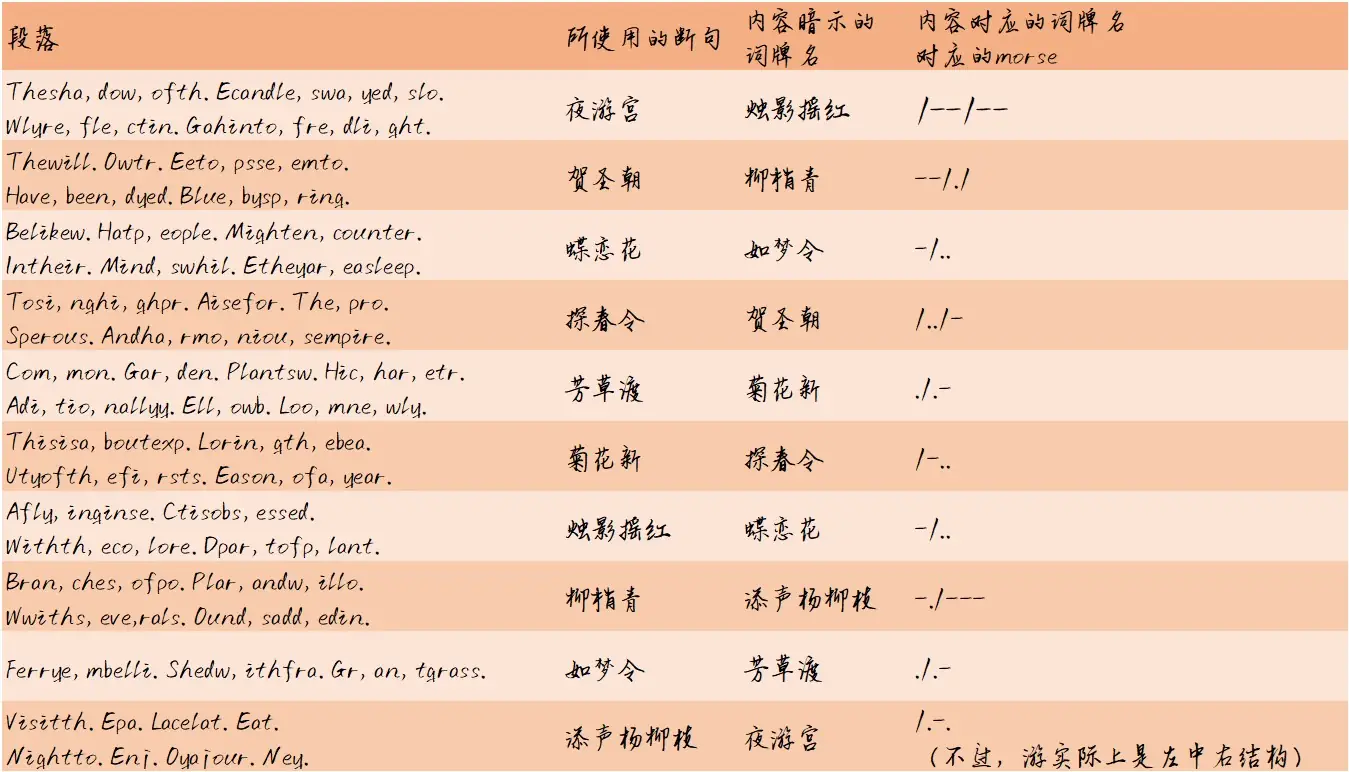 段落 所使用的断句 内容暗示的 内容对应的词牌名
词牌名 对应的morse
Thesha, dow, ofth. Ecandle, swa, yed, slo. 夜游宫 烛影摇红 /--/--
Wlyre, fle, ctin. Gahinto, fre, dli, ght.
Thewill. Owtr. Eeto, psse, emto. 贺圣朝 柳梢青 --/./
Have, been, dyed. Blue, bysp, ring.
Belikew. Hatp, eople. Mighten, counter. 蝶恋花 如梦令 -/..
Intheir. Mind, swhil. Etheyar, easleep.
Tosi, nghi, ghpr. Aisefor. The, pro. 探春令 贺圣朝 /../-
Sperous. Andha, rmo, niou, sempire.
Com, mon. Gar, den. Plantsw. Hic, har, etr. 芳草渡 菊花新 ./.-
Adi, tio, nallyy. Ell, owb. Loo, mne, wly.
Thisisa, boutexp. Lorin, gth, ebea. 菊花新 探春令 /-..
Utyofth, efi, rsts. Eason, ofa, year.
Afly, inginse. Ctisobs, essed. 烛影摇红 蝶恋花 -/..
Withth, eco, lore. Dpar, tofp, lant.
Bran, ches, ofpo. Plar, andw, illo. 柳梢青 添声杨柳枝 -./---
Wwiths, eve,rals. Ound, sadd, edin.
Ferrye, mbelli. Shedw, ithfra. Gr, an, tgrass. 如梦令 芳草渡 ./.-
Visitth. Epa. Lacelat. Eat. 添声杨柳枝 夜游宫 /.-.
Nightto. Enj. Oyajour. Ney. （不过，游实际上是左中右结构）